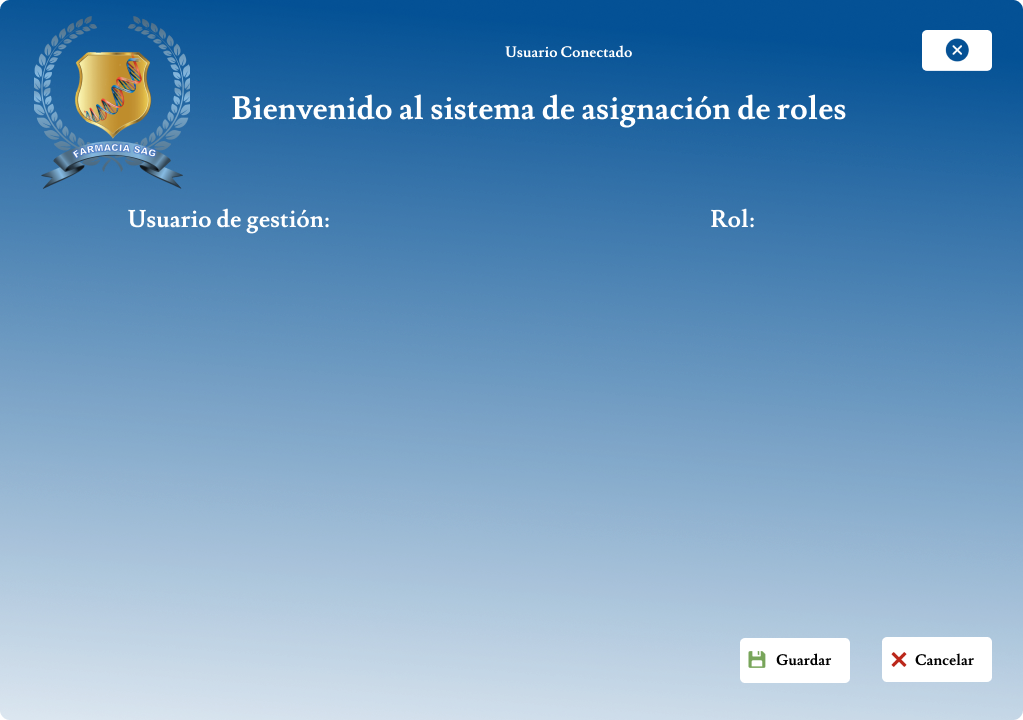 Usuario Conectado
Bienvenido al sistema de asignación de roles
FARMACIA SAG
Usuario de gestión:
Rol:
Guardar
Cancelar